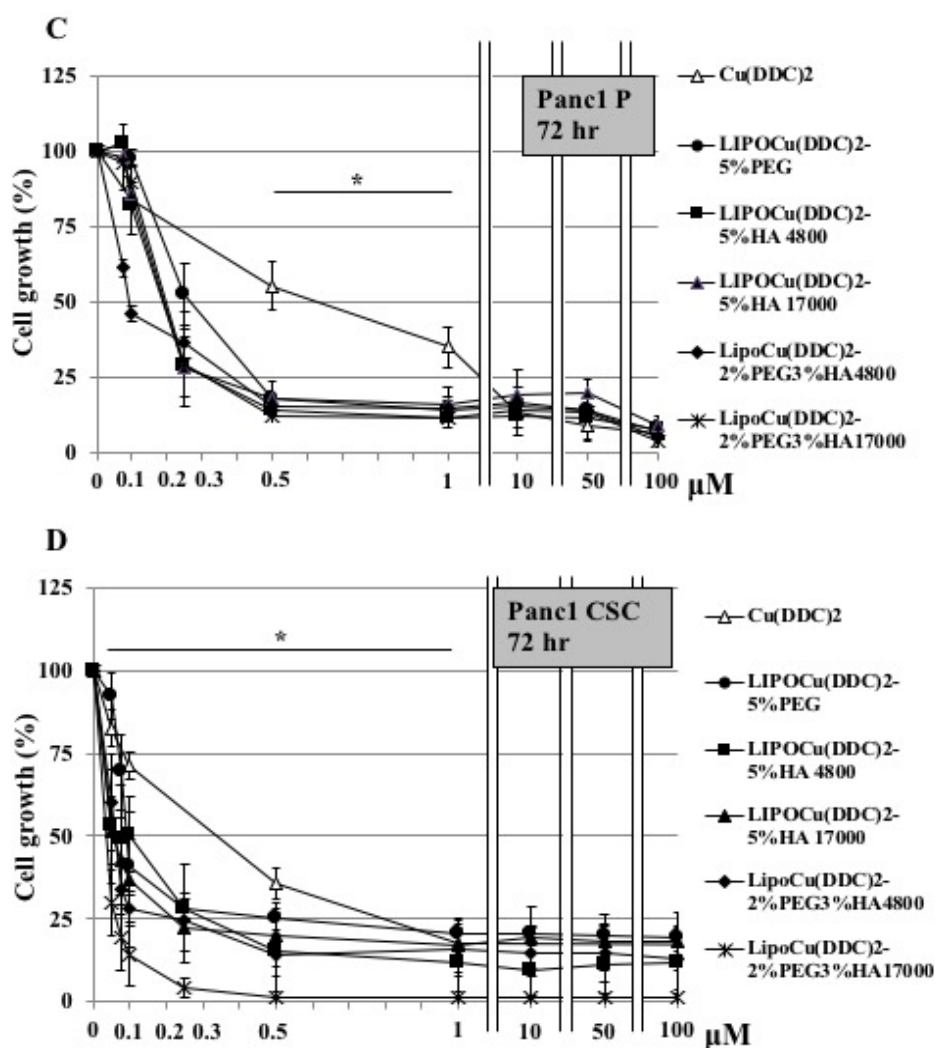 C
125
100
75
50
25
0
Cell growth (%)
*
Panc1 P
72 hr
0 0.1 0.2 0.3 0.5 1 10 50 100 µM
Cu(DDC)2
LIPOCu(DDC)2-
5%PEG
LIPOCu(DDC)2-
5%HA 4800
LIPOCu(DDC)2-
5%HA 17000
LipoCu(DDC)2-
2%PEG3%HA4800
LipoCu(DDC)2-
2%PEG3%HA17000
D
125
100
75
50
25
0
Cell growth (%)
*
Panc1 CSC
72 hr
0 0.1 0.2 0.3 0.5 1 10 50 100 µM
Cu(DDC)2
LIPOCu(DDC)2-
5%PEG
LIPOCu(DDC)2-
5%HA 4800
LIPOCu(DDC)2-
5%HA 17000
LipoCu(DDC)2-
2%PEG3%HA4800
LipoCu(DDC)2-
2%PEG3%HA17000